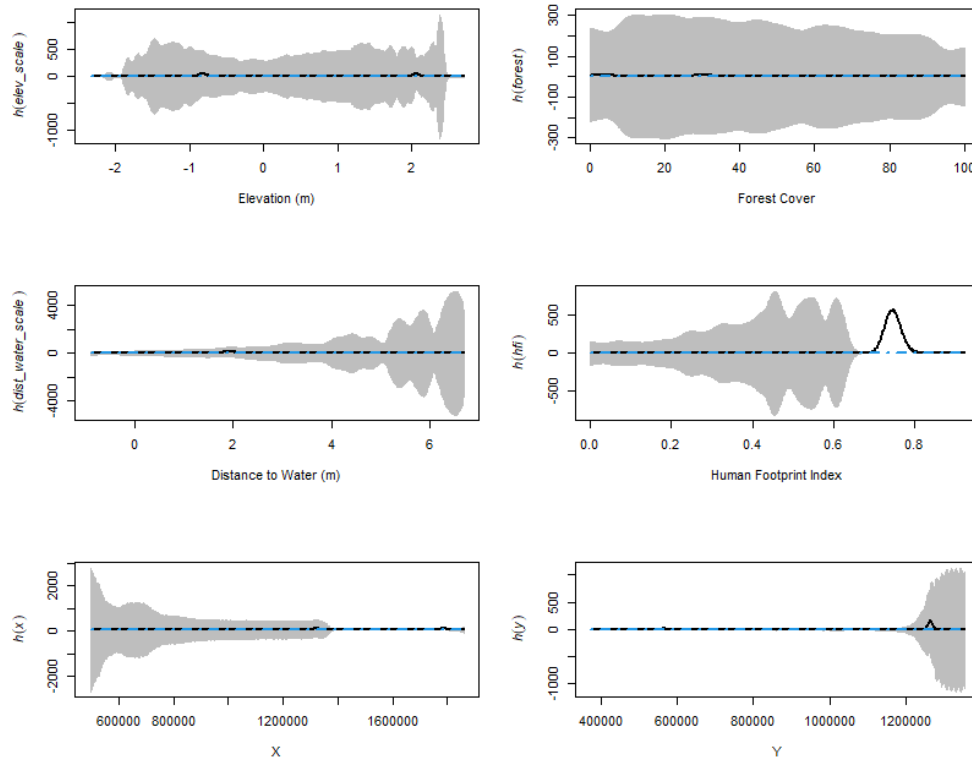 h(elev_scale)
500
0
-1000
-2 -1 0 1 2
Elevation (m)
h(forest)
300
100
0
-100
-300
0 20 40 60 80 100
Forest Cover
h(dist_water_scale)
4000
0
-4000
0 2 4 6
Distance to Water (m)
h(hfi)
500
0
-500
0.0 0.2 0.4 0.6 0.8
Human Footprint Index
h(x)
2000
0
-2000
600000 800000 1200000 1600000
X
h(y)
500
0
-1000
400000 600000 800000 1000000 1200000
Y